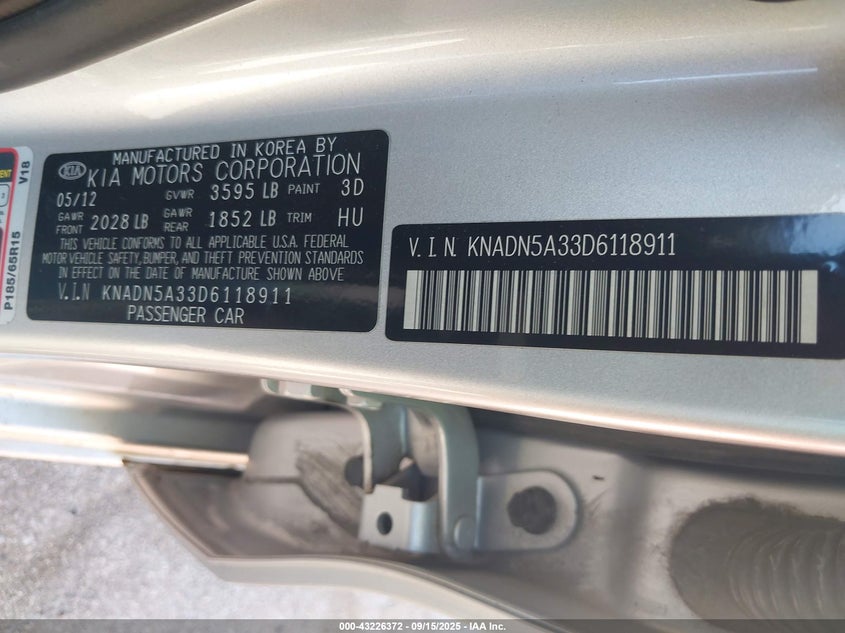 MANUFACTURED IN KOREA BY
KIA KIA MOTORS CORPORATION
05/12 GVWR 3595 LB PAINT 3D
GAWR FRONT 2028 LB GAWR REAR 1852 LB TRIM HU
THIS VEHICLE CONFORMS TO ALL APPLICABLE U.S.A. FEDERAL
MOTOR VEHICLE SAFETY, BUMPER, AND THEFT PREVENTION STANDARDS
IN EFFECT ON THE DATE OF MANUFACTURE SHOWN ABOVE
V.I.N KNADN5A33D6118911
PASSENGER CAR
V.I.N. KNADN5A33D6118911
V18
P185/65R15
000-43226372 - 09/15/2025 - IAA Inc.